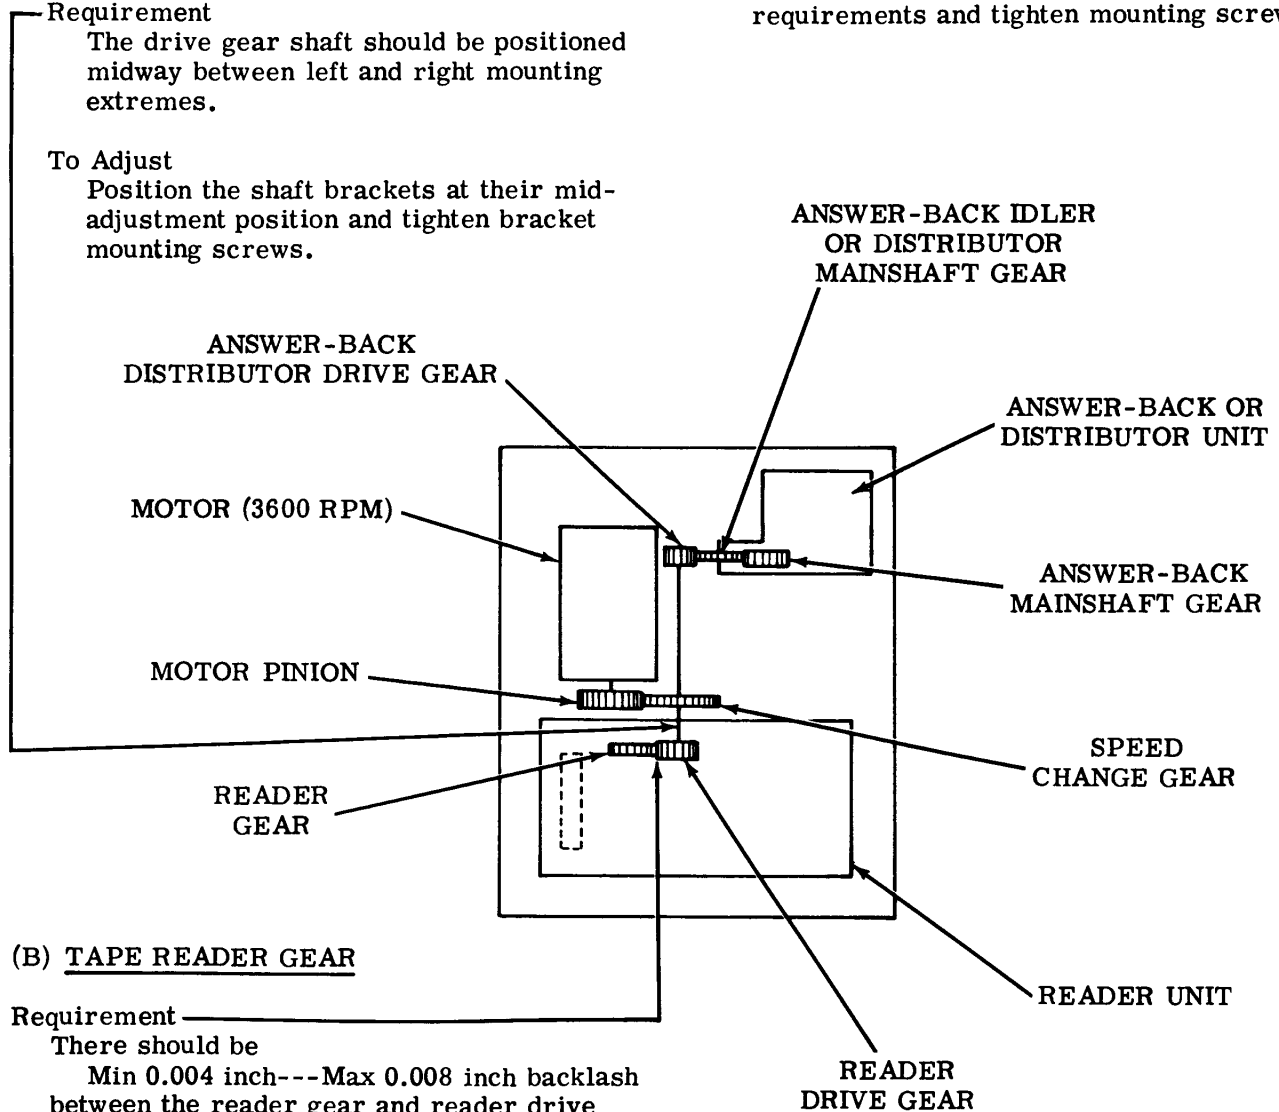 Requirement
The drive gear shaft should be positioned
midway between left and right mounting
extremes.
To Adjust
Position the shaft brackets at their mid-
adjustment position and tighten bracket
mounting screws.
requirements and tighten mounting
ANSWER-BACK IDLER
OR DISTRIBUTOR
MAINSHAFT GEAR
ANSWER-BACK
DISTRIBUTOR DRIVE GEAR
ANSWER-BACK OR
DISTRIBUTOR UNIT
MOTOR (3600 RPM)
ANSWER-BACK
MAINSHAFT GEAR
MOTOR PINION
SPEED
CHANGE GEAR
READER
GEAR
(B) TAPE READER GEAR
READER UNIT
Requirement
There should be
Min 0.004 inch---Max 0.008 inch backlash
between the reader gear and reader drive
READER
DRIVE GEAR